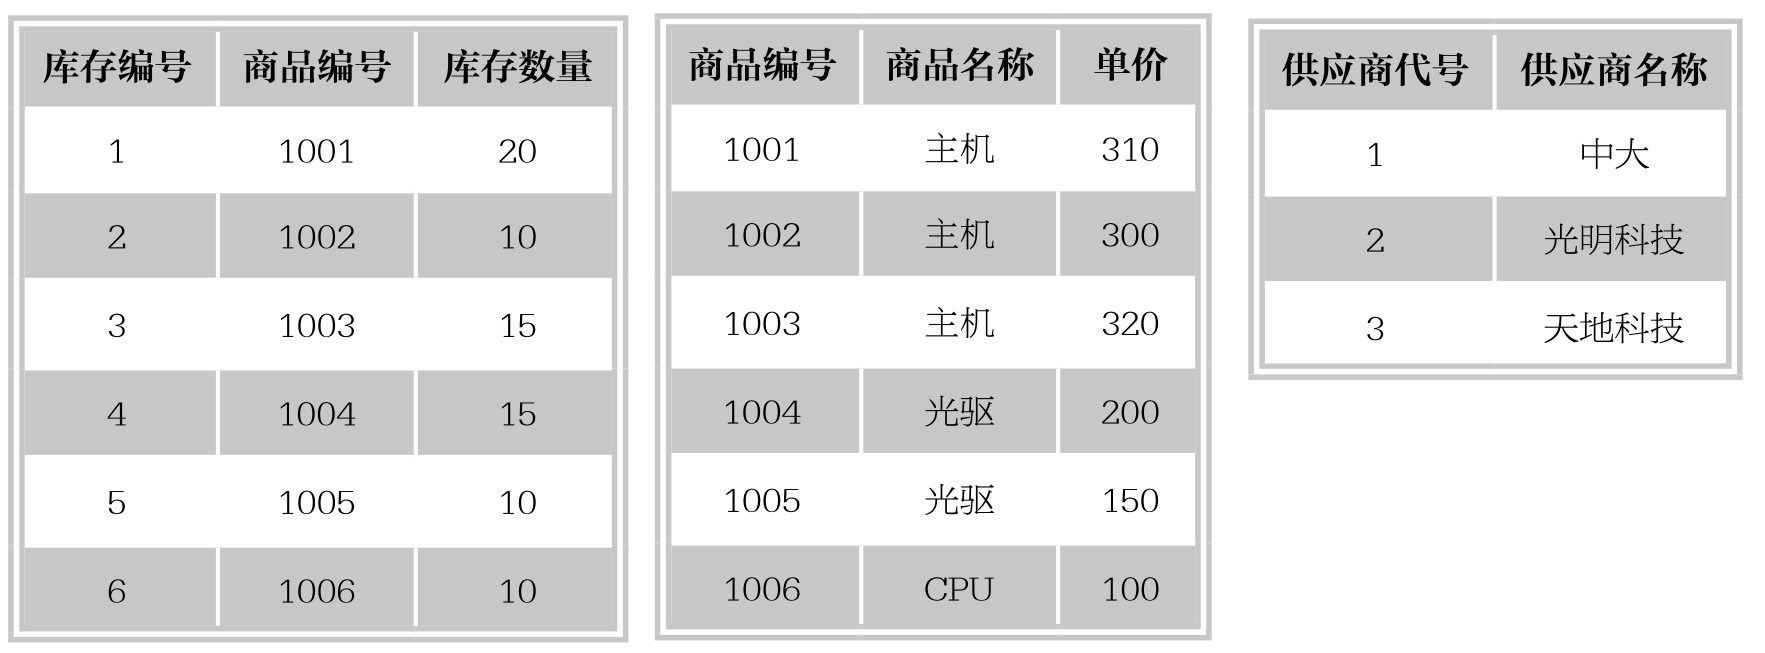 库存编号 商品编号 库存数量
1 1001 20
2 1002 10
3 1003 15
4 1004 15
5 1005 10
6 1006 10
商品编号 商品名称 单价
1001 主机 310
1002 主机 300
1003 主机 320
1004 光驱 200
1005 光驱 150
1006 CPU 100
供应商代号 供应商名称
1 中大
2 光明科技
3 天地科技